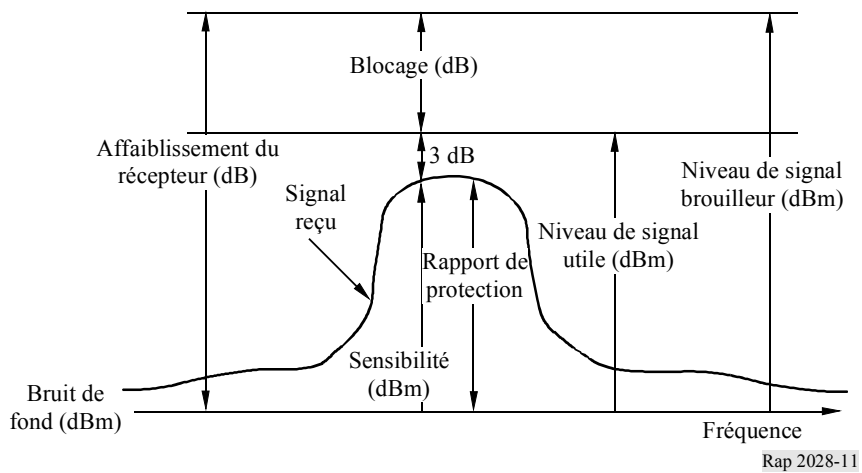 Blocage (dB)
Affaiblissement du
récepteur (dB)
3 dB
Niveau de signal
brouilleur (dBm)
Signal
reçu
Niveau de signal
utile (dBm)
Rapport de
protection
Sensibilité
(dBm)
Bruit de
fond (dBm)
Fréquence
Rap 2028-11